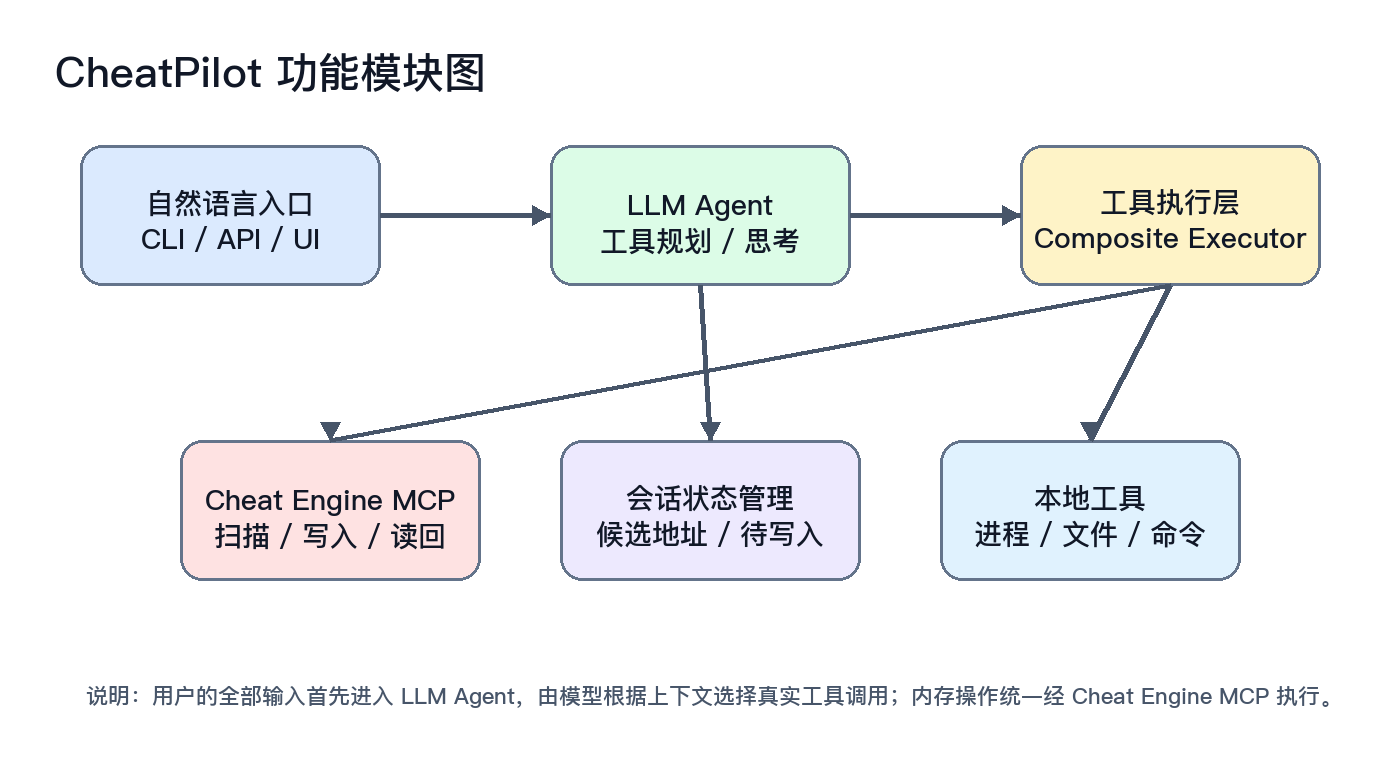 CheatPilot 功能模块图
自然语言入口
CLI / API / UI
LLM Agent
工具规划 / 思考
工具执行层
Composite Executor
Cheat Engine MCP
扫描 / 写入 / 读回
会话状态管理
候选地址 / 待写入
本地工具
进程 / 文件 / 命令
说明：用户的全部输入首先进入 LLM Agent，由模型根据上下文选择真实工具调用；内存操作统一经 Cheat Engine MCP 执行。